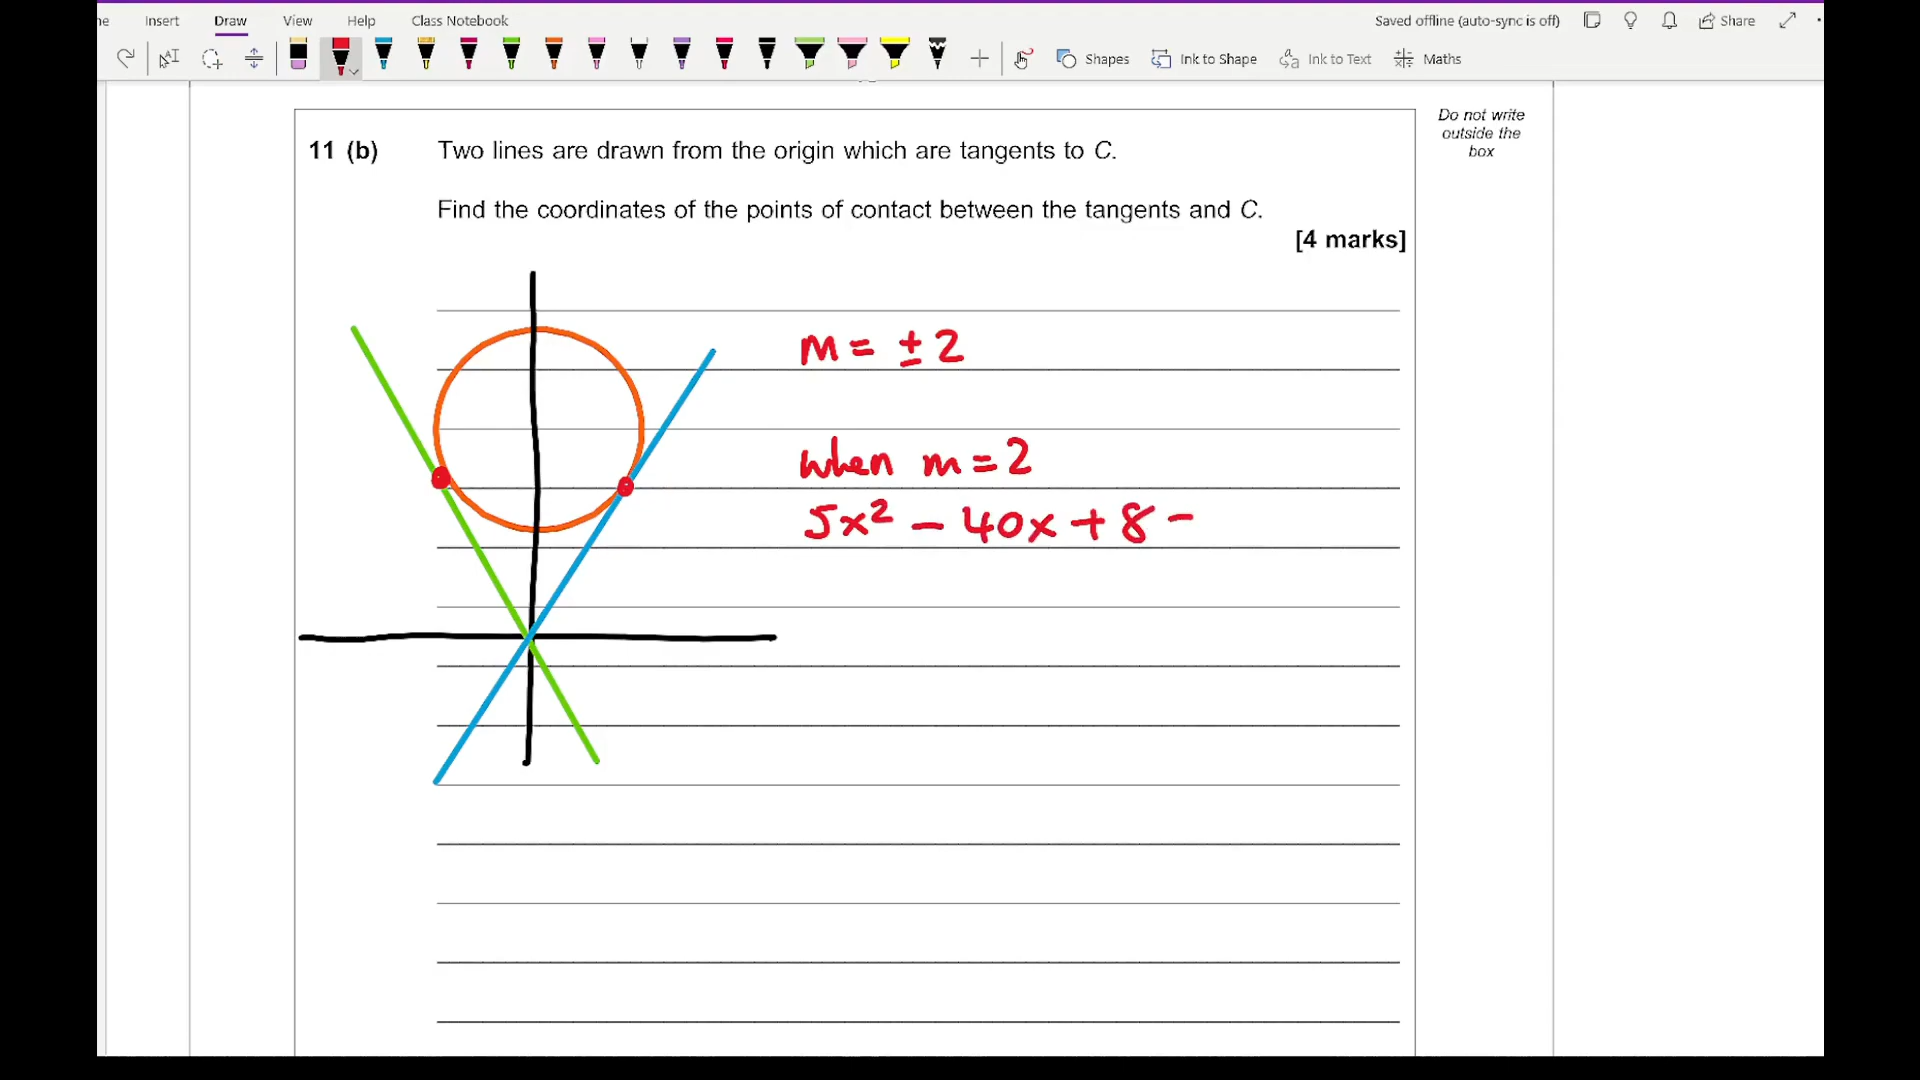 ne Insert Draw View Help Class Notebook Saved offline (auto-sync is off) Share
Shapes Ink to Shape Ink to Text Maths
Do not write
outside the
box
11 (b) Two lines are drawn from the origin which are tangents to C.
Find the coordinates of the points of contact between the tangents and C.
[4 marks]
m = ± 2
when m = 2
5x² - 40x + 8 -